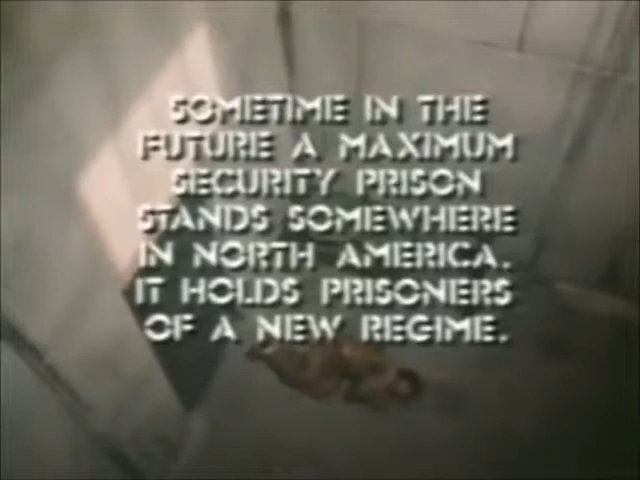 SOMETIME IN THE
FUTURE A MAXIMUM
SECURITY PRISON
STANDS SOMEWHERE
IN NORTH AMERICA.
IT HOLDS PRISONERS
OF A NEW REGIME.